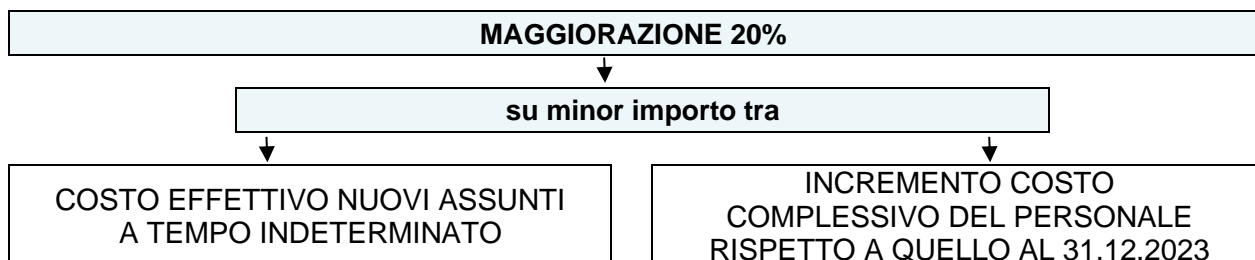 MAGGIORAZIONE 20%
su minor importo tra
COSTO EFFETTIVO NUOVI ASSUNTI
A TEMPO INDETERMINATO
INCREMENTO COSTO
COMPLESSIVO DEL PERSONALE
RISPETTO A QUELLO AL 31.12.2023